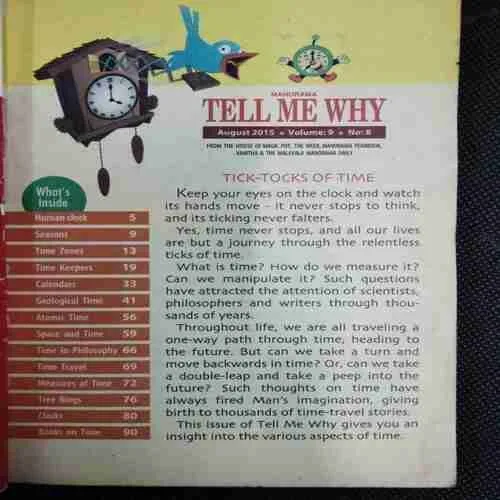 MANORAMA
TELL ME WHY
August 2015 • Volume: 9 • No: 8
FROM THE HOUSE OF MAGIC POT, THE WEEK, MANORAMA YEARBOOK,
VANITHA & THE MALAYALA MANORAMA DAILY
What's
Inside
Human clock 5
Seasons 9
Time Zones 13
Time Keepers 19
Calendars 33
Geological Time 41
Atomic Time 56
Space and Time 59
Time in Philosophy 66
Time Travel 69
Measures of Time 72
Tree Rings 76
Clocks 80
Books on Time 90
TICK-TOCKS OF TIME
Keep your eyes on the clock and watch
its hands move - it never stops to think,
and its ticking never falters.
Yes, time never stops, and all our lives
are but a journey through the relentless
ticks of time.
What is time? How do we measure it?
Can we manipulate it? Such questions
have attracted the attention of scientists,
philosophers and writers through thou-
sands of years.
Throughout life, we are all traveling a
one-way path through time, heading to
the future. But can we take a turn and
move backwards in time? Or, can we take
a double-leap and take a peep into the
future? Such thoughts on time have
always fired Man's imagination, giving
birth to thousands of time-travel stories.
This issue of Tell Me Why gives you an
insight into the various aspects of time.